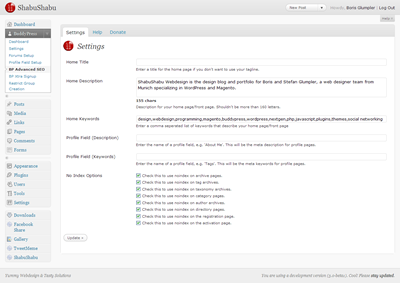 ShabuShabu
New Post
Howdy, Boris Glumpler | Log Out
Help
Dashboard
BuddyPress
Dashboard
Settings
Forums Setup
Profile Field Setup
BP Advanced SEO
BP Wire Signus
Restrict Group
Creation
Posts
Media
Links
Pages
Comments
Forms
Appearance
Plugins
Users
Tools
Settings
Downloads
Facebook
Share
Gallery
TweetMeme
ShabuShabu
Settings Help Donate
Settings
Home Title
Enter a title for the home page if you don't want to use your tagline.
Home Description
ShabuShabu Webdesign is the design blog and portfolio for Boris and Stefan Glumpler, a web designer team from
Munich specializing in WordPress and Magento.
135 chars
Description for your home page/front page. Shouldn't be more than 160 letters.
Home Keywords
design,webdesign,programming,magento,buddypress,wordpress,nextgen,php,javascript,plugins,themes,social networking
Enter a comma separated list of keywords that describe your home page/front page
Profile Field (Description)
Enter the name of a profile field, e.g. 'About Me'. This will be the meta description for profile pages.
Profile Field (Keywords)
Enter the name of a profile field, e.g. 'Tags'. This will be the meta keywords for profile pages.
No Index Options
Check this to use noindex on archive pages.
Check this to use noindex on tag archives.
Check this to use noindex on taxonomy archives.
Check this to use noindex on category pages.
Check this to use noindex on author archives.
Check this to use noindex on directory pages.
Check this to use noindex on the registration page
Check this to use noindex on the activation page.
Update »
Yummy Webdesign & Tasty Solutions
You are using a development version (3.0-beta1). Cool! Please stay updated.